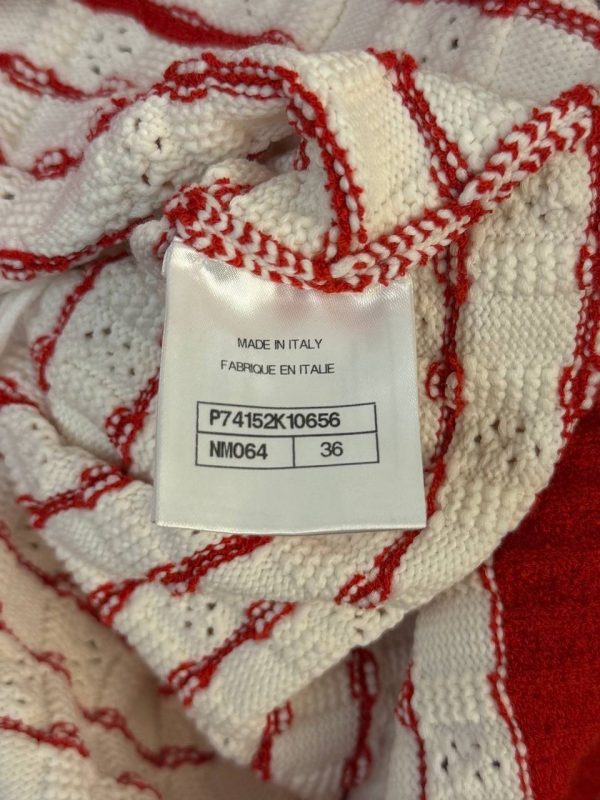 MADE IN ITALY
FABRIQUE EN ITALIE
P74152K10656
NM064 36